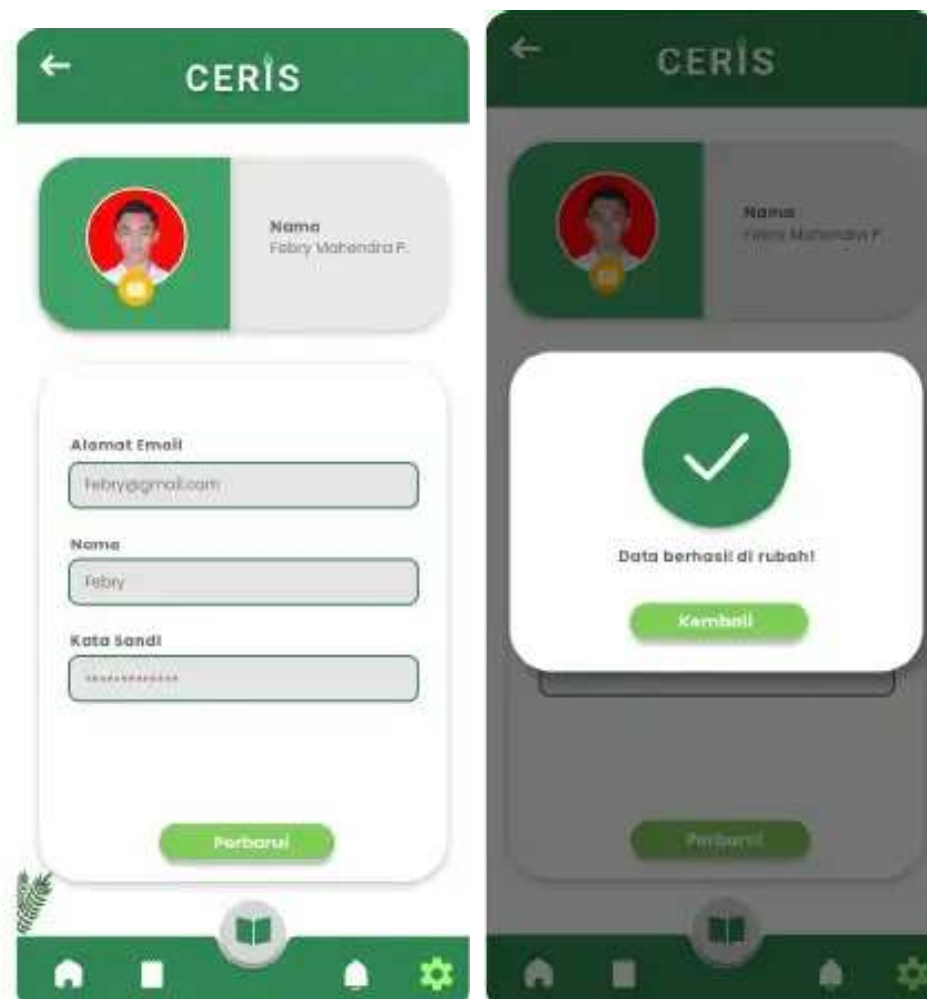 CERIS
Nama
Febry Mahendra P.
Alamat Email
Febry@gmail.com
Nama
Febry
Kata Sandi
Perbarui
CERIS
Nama
Febry Mahendra P.
Data berhasil di rubah!
Kembali
Perbarui